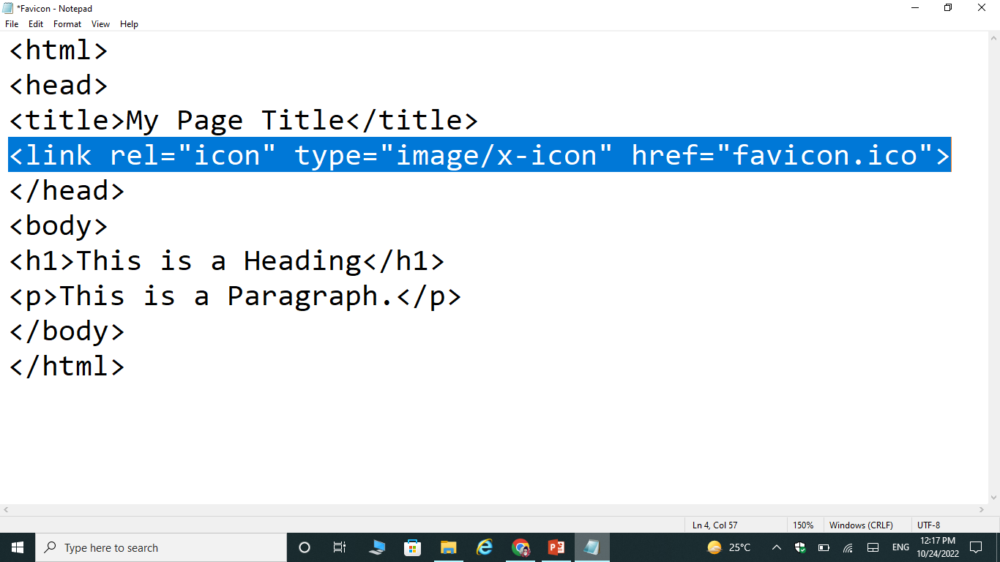 *Favicon - Notepad
File Edit Format View Help
<html>
<head>
<title>My Page Title</title>
<link rel="icon" type="image/x-icon" href="favicon.ico">
</head>
<body>
<h1>This is a Heading</h1>
<p>This is a Paragraph.</p>
</body>
</html>
Ln 4, Col 57 150% Windows (CRLF) UTF-8
Type here to search 25°C ENG 12:17 PM
10/24/2022